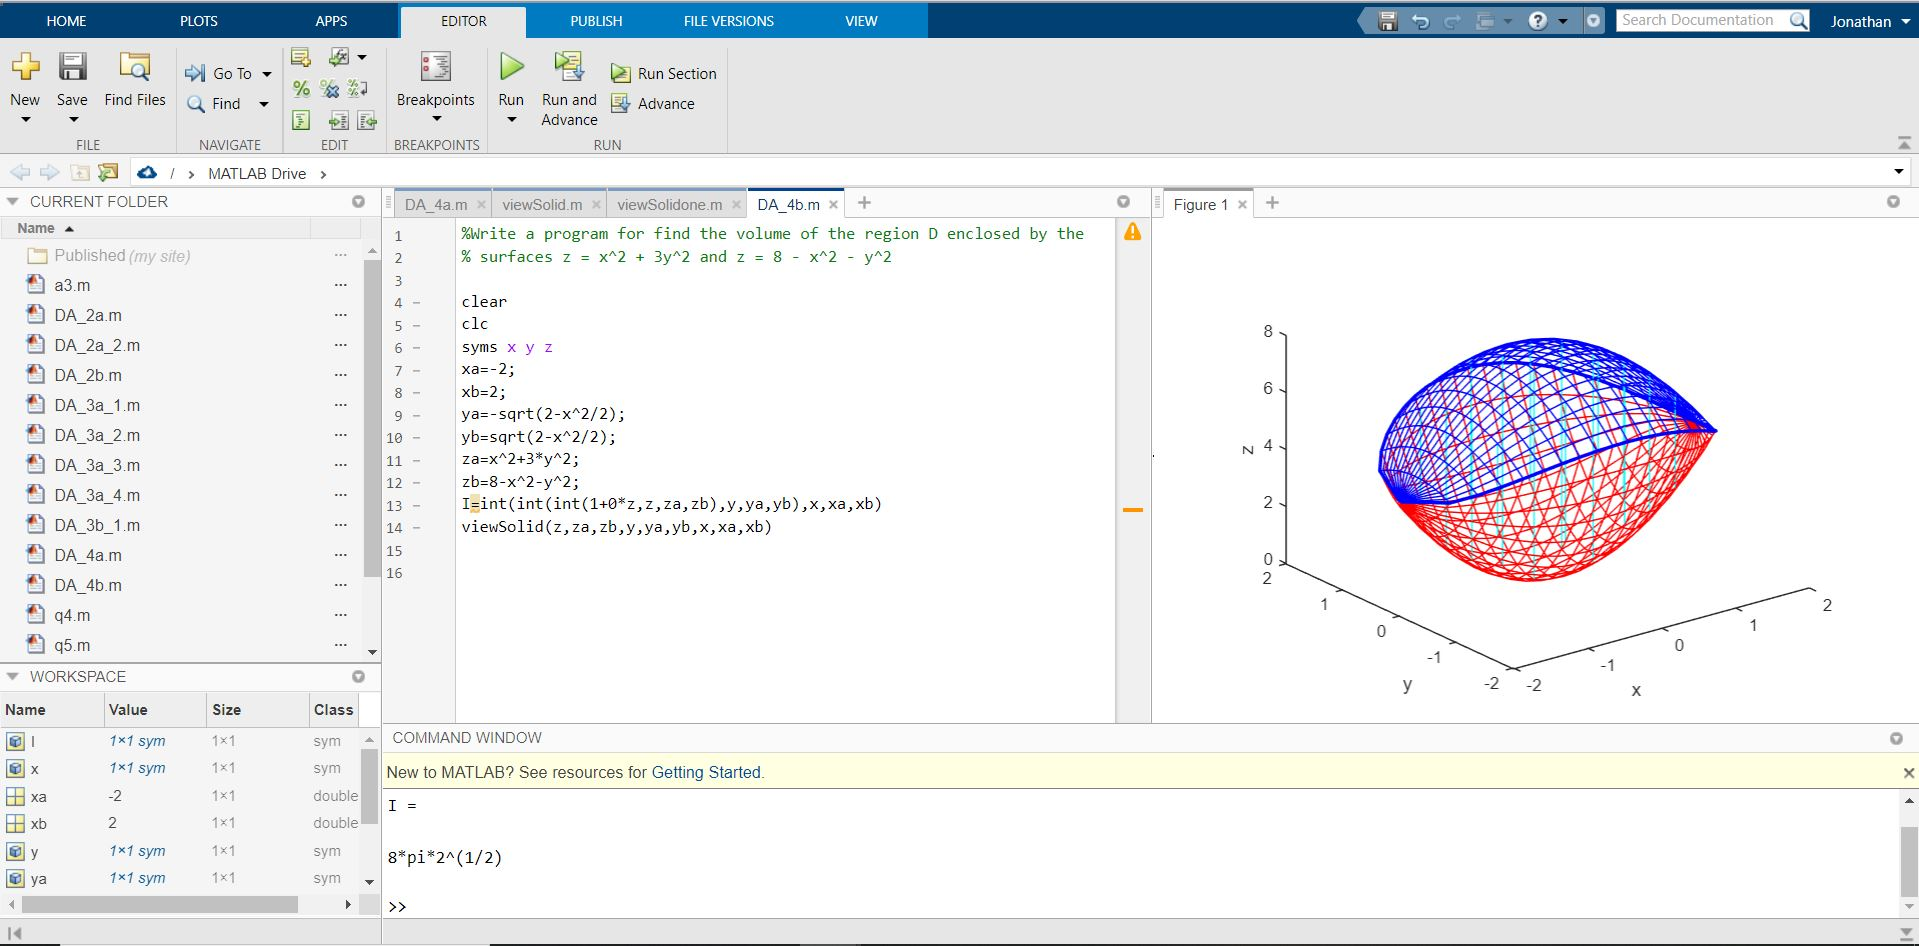 HOME PLOTS APPS EDITOR PUBLISH FILE VERSIONS VIEW Search Documentation Jonathan
New Save Find Files Go To Find Breakpoints Run Run and Advance Run Section Advance
FILE NAVIGATE EDIT BREAKPOINTS RUN
/ > MATLAB Drive >
CURRENT FOLDER
Name
Published (my site)
a3.m
DA_2a.m
DA_2a_2.m
DA_2b.m
DA_3a_1.m
DA_3a_2.m
DA_3a_3.m
DA_3a_4.m
DA_3b_1.m
DA_4a.m
DA_4b.m
q4.m
q5.m
WORKSPACE
Name Value Size Class
I 1×1 sym 1×1 sym
x 1×1 sym 1×1 sym
xa -2 1×1 double
xb 2 1×1 double
y 1×1 sym 1×1 sym
ya 1×1 sym 1×1 sym
DA_4a.m × viewSolid.m × viewSolidone.m × DA_4b.m × +
1 %Write a program for find the volume of the region D enclosed by the
2 % surfaces z = x^2 + 3y^2 and z = 8 - x^2 - y^2
3
4 - clear
5 - clc
6 - syms x y z
7 - xa=-2;
8 - xb=2;
9 - ya=-sqrt(2-x^2/2);
10 - yb=sqrt(2-x^2/2);
11 - za=x^2+3*y^2;
12 - zb=8-x^2-y^2;
13 - I=int(int(int(1+0*z,z,za,zb),y,ya,yb),x,xa,xb)
14 - viewSolid(z,za,zb,y,ya,yb,x,xa,xb)
15
16
Figure 1 × +
8
6
4
2
0
z
2
1
0
-1
-2
y
-2
-1
0
1
2
x
COMMAND WINDOW
New to MATLAB? See resources for Getting Started.
I =
8*pi*2^(1/2)
>>